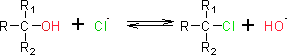 R₁ R₁
R-C-OH + Cl⁻ ⇌ R-C-Cl + HO⁻
R₂ R₂